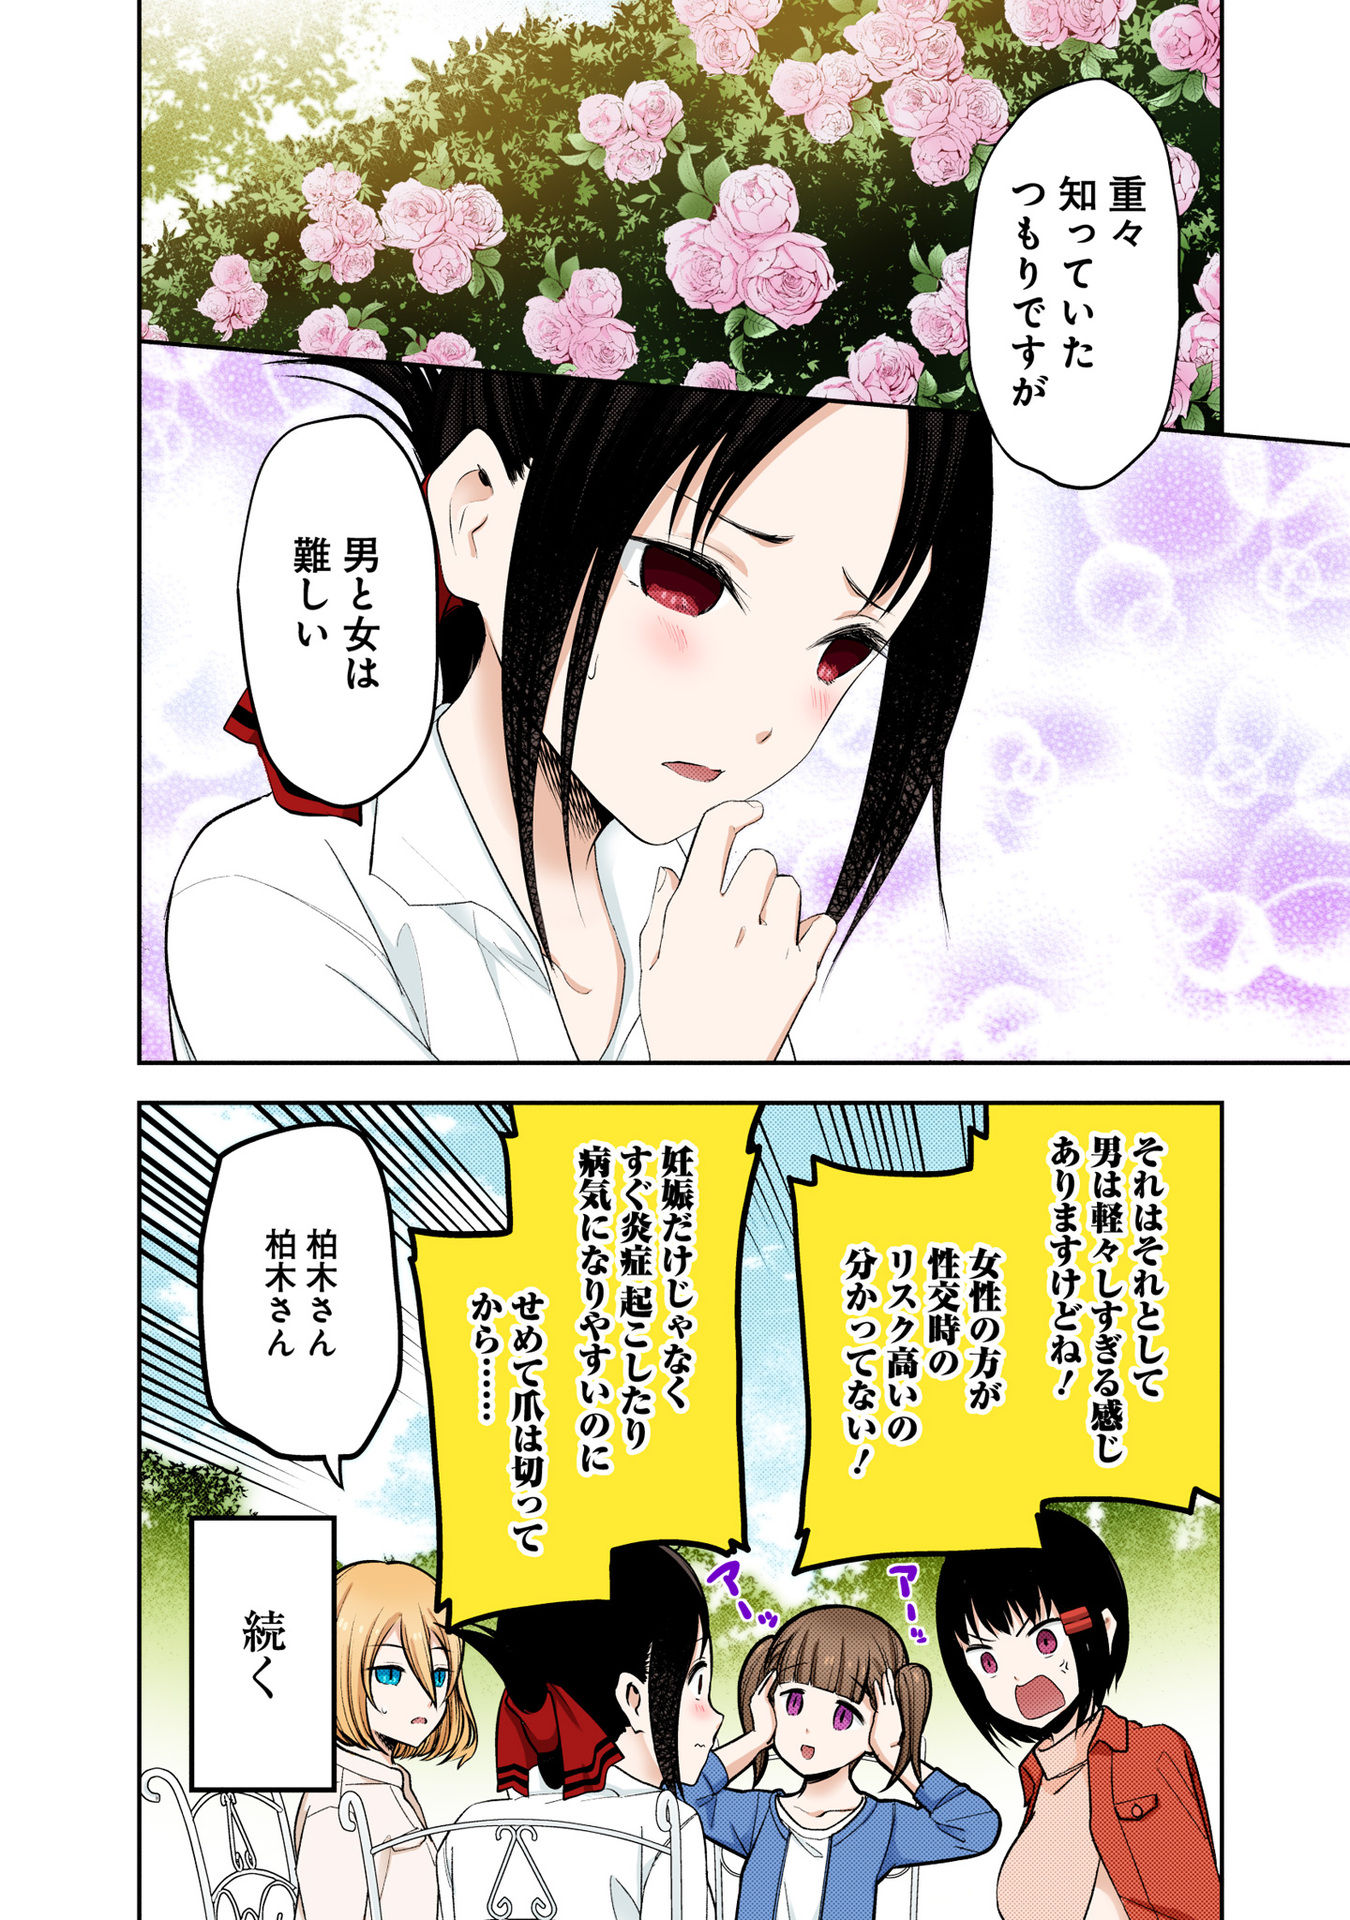 重々
知っていた
つもりですが
男と女は
難しい
それはそれとして
男は軽々しすぎる感じ
ありますけどね！
女性の方が
性交時の
リスク高いの
分かってない！
妊娠だけじゃなく
すぐ炎症起こしたり
病気になりやすいのに
せめて爪は切って
から……
アーッ
アーッ
柏木さん
柏木さん
続く